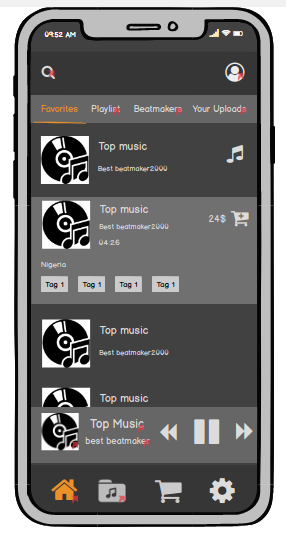 09:52 AM
Favorites Playlist Beatmakers Your Uploads
Top music
Best beatmaker2000
Top music
Best beatmaker2000
24$
04:26
Nigeria
Tag 1 Tag 1 Tag 1 Tag 1
Top music
Best beatmaker2000
Top music
Top Music
best beatmaker